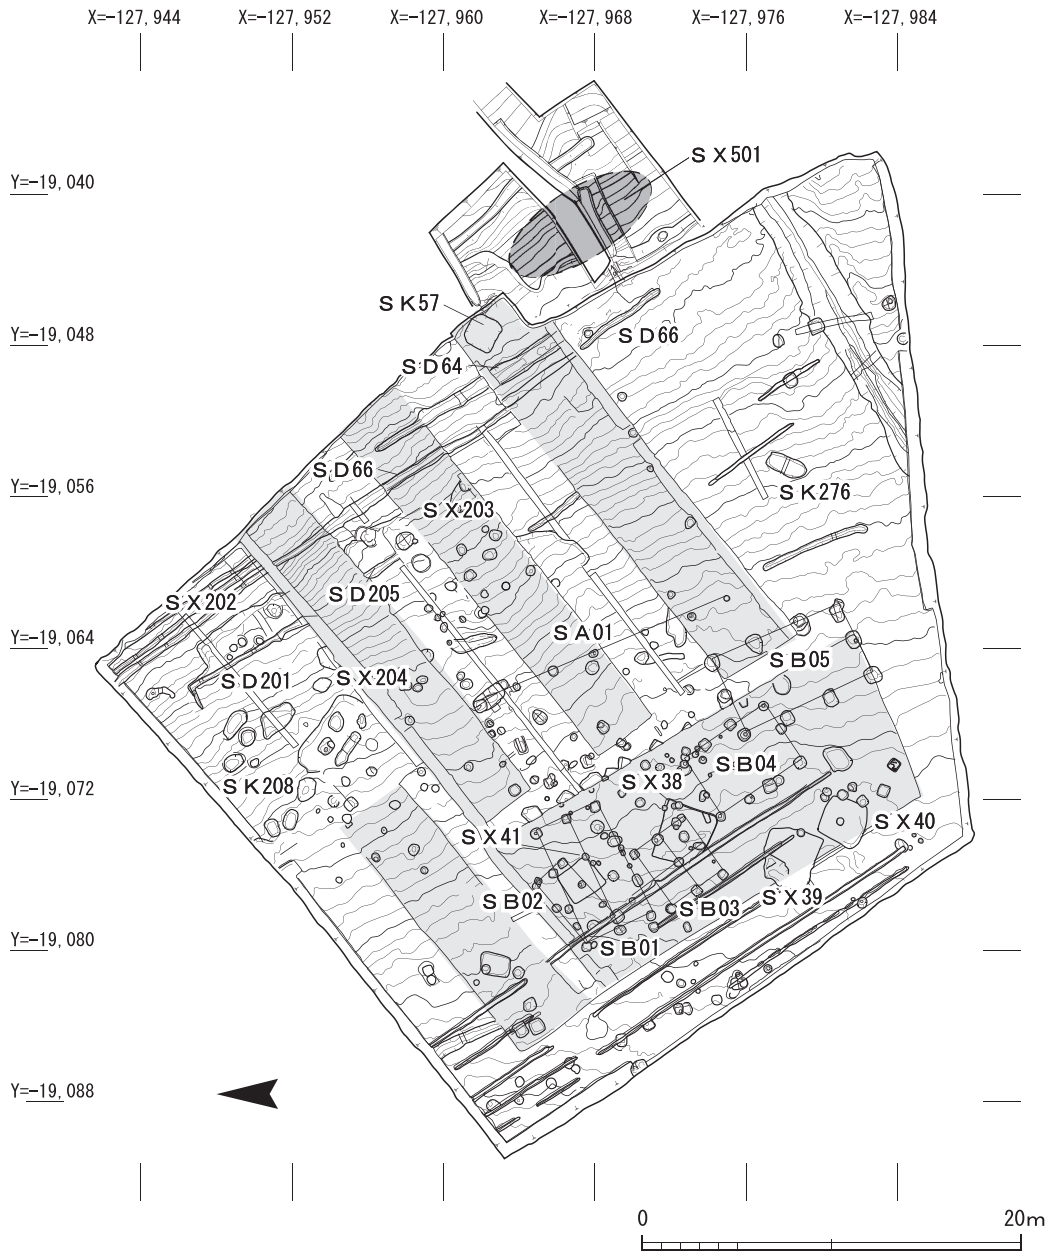 X=-127,944 X=-127,952 X=-127,960 X=-127,968 X=-127,976 X=-127,984
SX501
Y=-19,040
SK57
Y=-19,048
SD66
SD64
SD66
Y=-19,056
SK276
SX203
SD205
SX202
SA01
Y=-19,064
SB05
SD201
SX204
SB04
SX38
SK208
Y=-19,072
SX40
SX41
SX39
SB02
SB03
Y=-19,080
SB01
Y=-19,088
0 20m